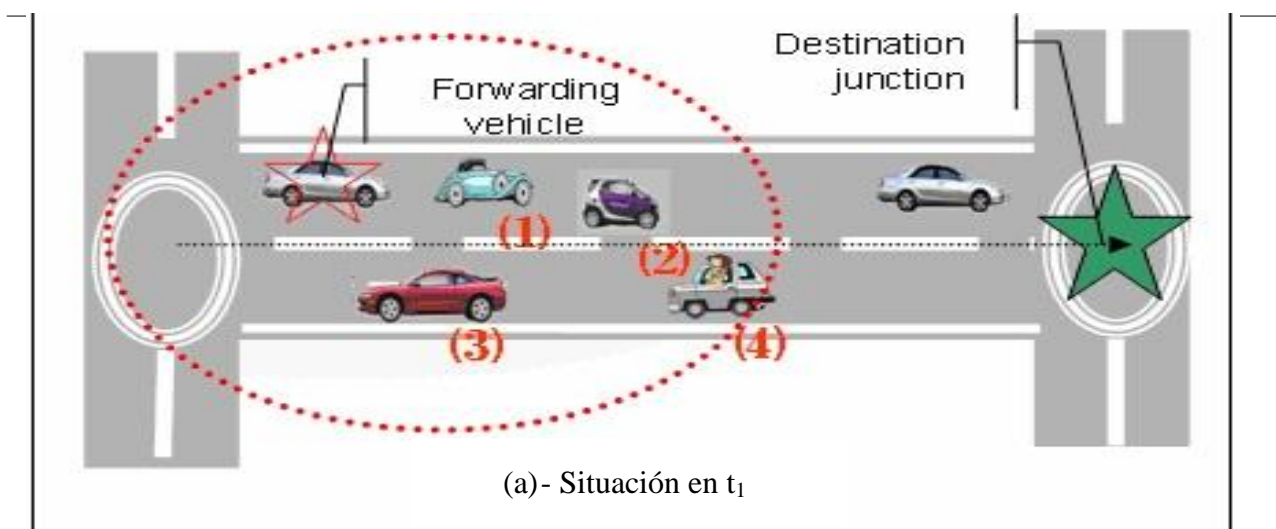 Destination
junction
Forwarding
vehicle
(1)
(2)
(3)
(4)
(a)- Situación en t₁